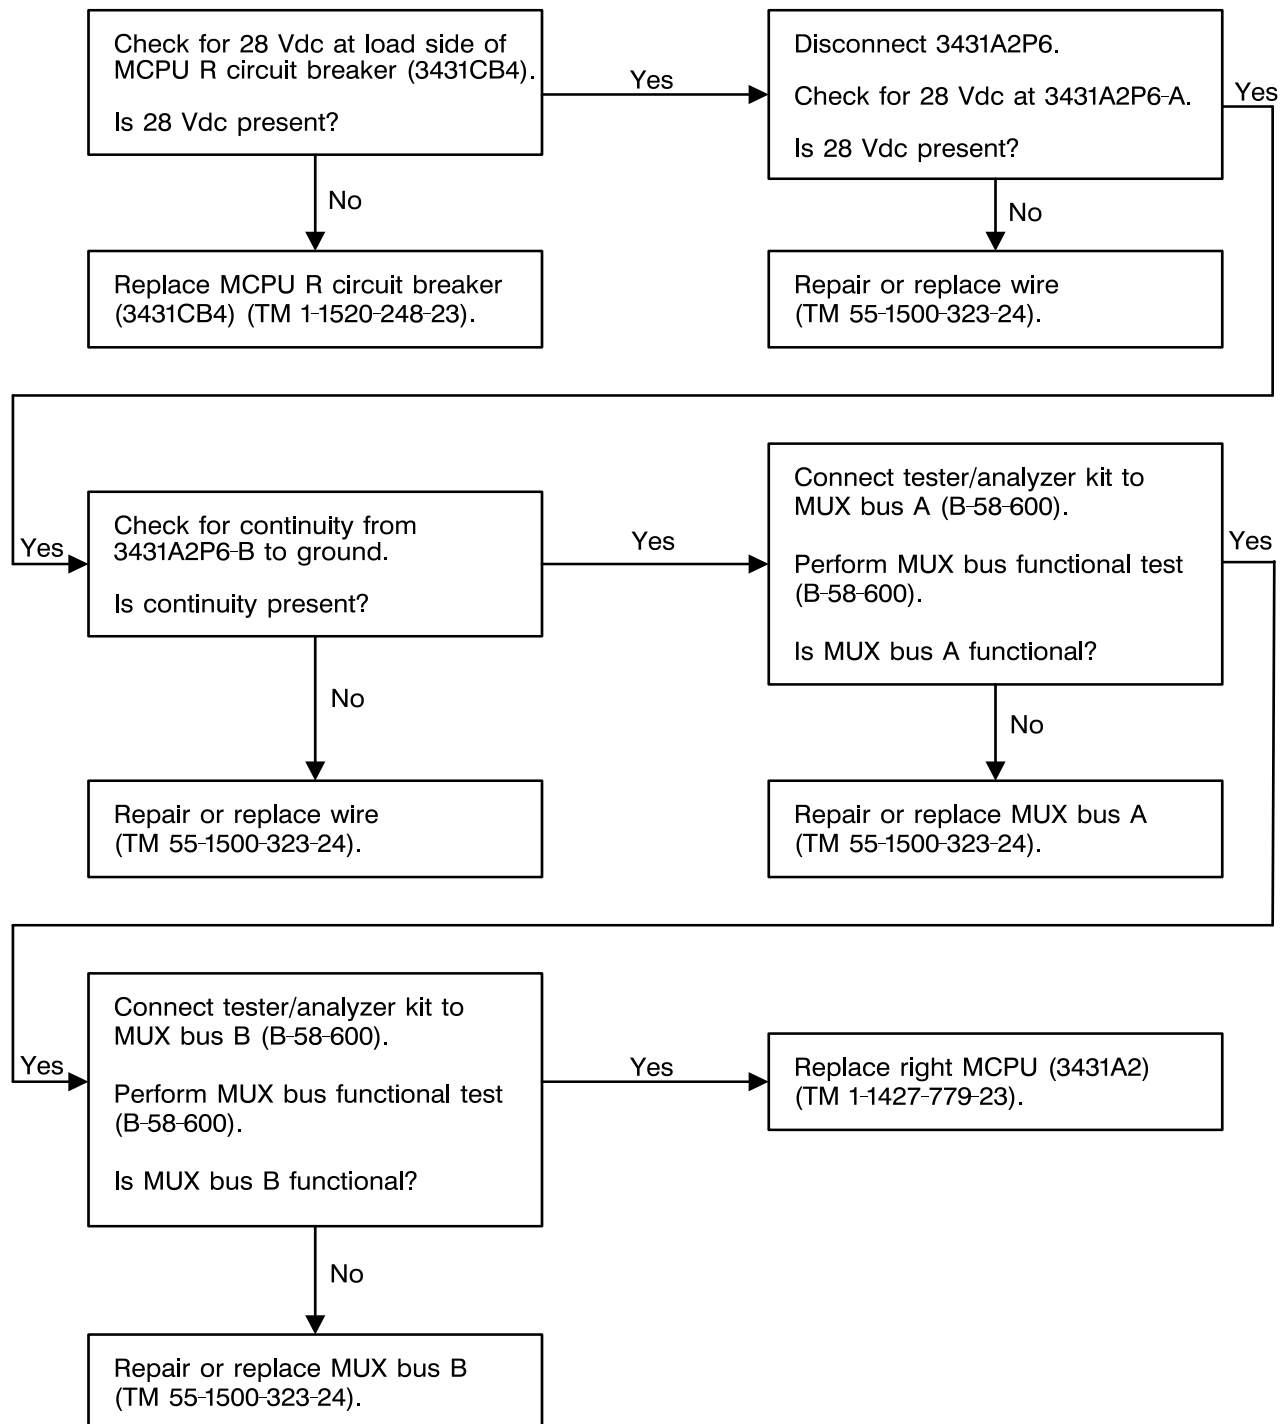 Check for 28 Vdc at load side of
MCPU R circuit breaker (3431CB4).
Is 28 Vdc present?
Yes
Disconnect 3431A2P6.
Check for 28 Vdc at 3431A2P6-A.
Is 28 Vdc present?
Yes
No
No
Replace MCPU R circuit breaker
(3431CB4) (TM 1-1520-248-23).
Repair or replace wire
(TM 55-1500-323-24).
Yes
Check for continuity from
3431A2P6-B to ground.
Is continuity present?
Yes
Connect tester/analyzer kit to
MUX bus A (B-58-600).
Perform MUX bus functional test
(B-58-600).
Is MUX bus A functional?
Yes
No
No
Repair or replace wire
(TM 55-1500-323-24).
Repair or replace MUX bus A
(TM 55-1500-323-24).
Yes
Connect tester/analyzer kit to
MUX bus B (B-58-600).
Perform MUX bus functional test
(B-58-600).
Is MUX bus B functional?
Yes
Replace right MCPU (3431A2)
(TM 1-1427-779-23).
No
Repair or replace MUX bus B
(TM 55-1500-323-24).